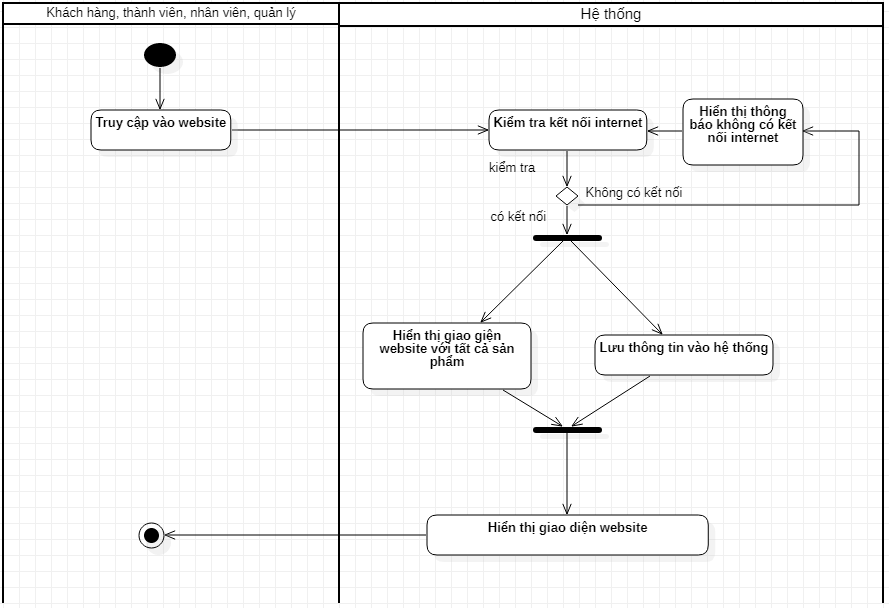 Khách hàng, thành viên, nhân viên, quản lý
Hệ thống
Truy cập vào website
Kiểm tra kết nối internet
Hiển thị thông
báo không có kết
nối internet
kiểm tra
Không có kết nối
có kết nối
Hiển thị giao giện
website với tất cả sản
phẩm
Lưu thông tin vào hệ thống
Hiển thị giao diện website